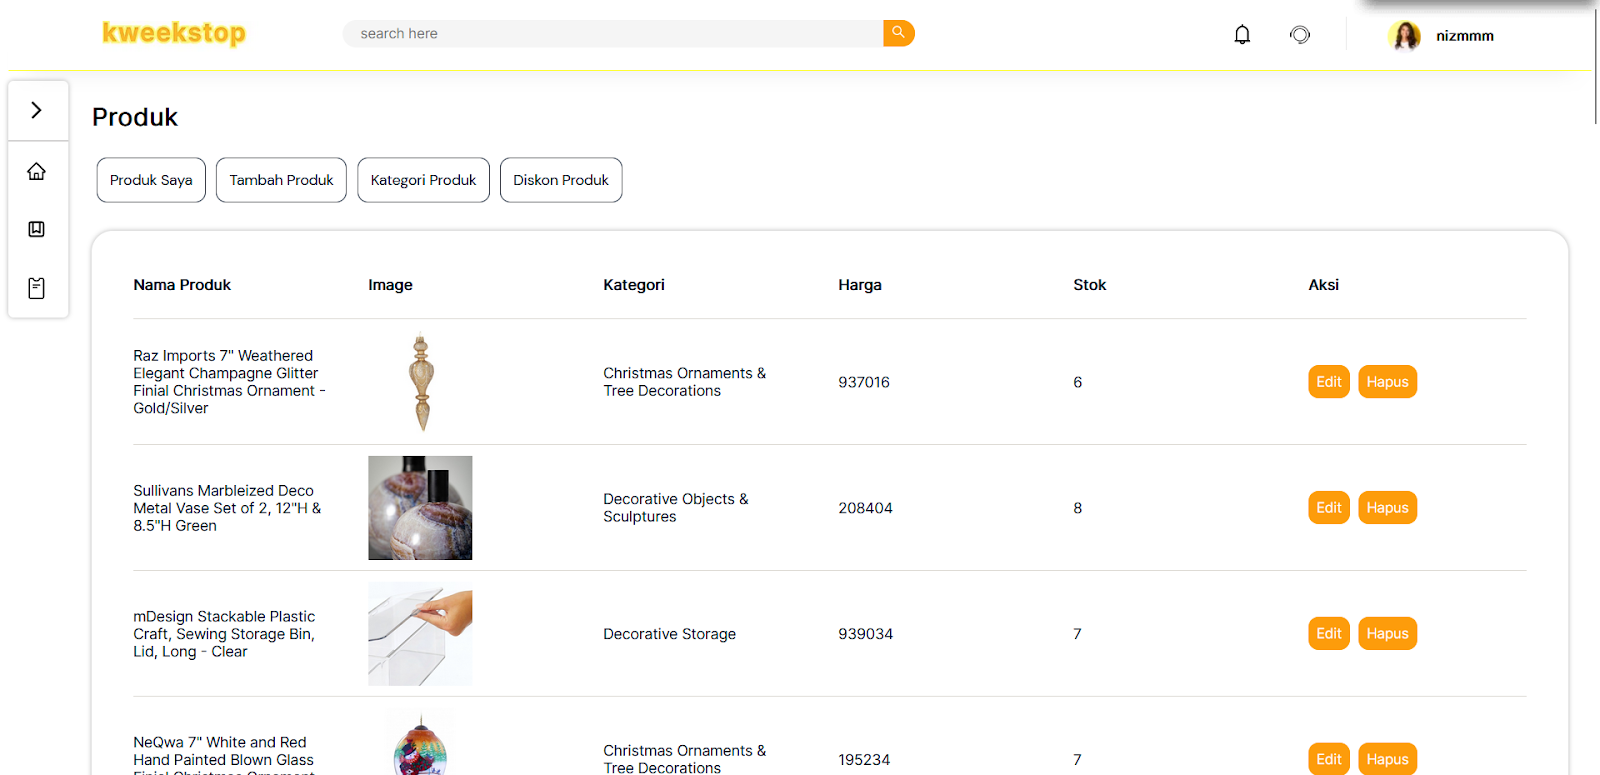 kweekstop
search here
nizmmm
Produk
Produk Saya
Tambah Produk
Kategori Produk
Diskon Produk
Nama Produk
Image
Kategori
Harga
Stok
Aksi
Raz Imports 7" Weathered
Elegant Champagne Glitter
Finial Christmas Ornament -
Gold/Silver
Christmas Ornaments &
Tree Decorations
937016
6
Edit
Hapus
Sullivans Marbleized Deco
Metal Vase Set of 2, 12"H &
8.5"H Green
Decorative Objects &
Sculptures
208404
8
Edit
Hapus
mDesign Stackable Plastic
Craft, Sewing Storage Bin,
Lid, Long - Clear
Decorative Storage
939034
7
Edit
Hapus
NeQwa 7" White and Red
Hand Painted Blown Glass
Finial Christmas Ornament
Christmas Ornaments &
Tree Decorations
195234
7
Edit
Hapus